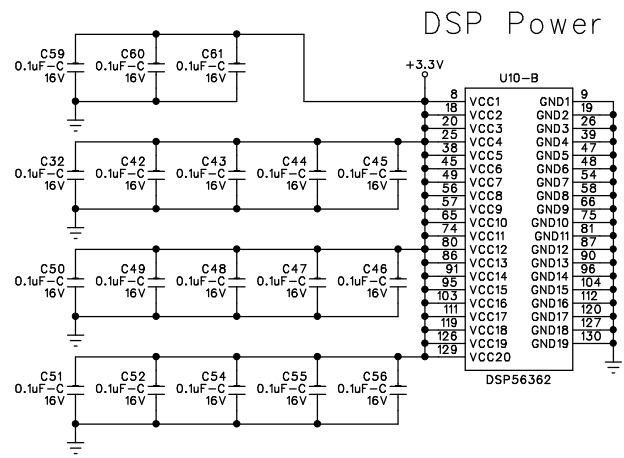 DSP Power
C59 C60 C61
0.1uF-C 0.1uF-C 0.1uF-C
16V 16V 16V
+3.3V
U10-B
8 VCC1 GND1 9
18 VCC2 GND2 19
20 VCC3 GND3 26
25 VCC4 GND4 39
38 VCC5 GND5 47
45 VCC6 GND6 48
49 VCC7 GND7 54
56 VCC8 GND8 58
57 VCC9 GND9 66
65 VCC10 GND10 75
74 VCC11 GND11 81
80 VCC12 GND12 87
86 VCC13 GND13 90
91 VCC14 GND14 96
95 VCC15 GND15 104
103 VCC16 GND16 112
111 VCC17 GND17 120
119 VCC18 GND18 127
126 VCC19 GND19 130
129 VCC20
DSP56362
C32 C42 C43 C44 C45
0.1uF-C 0.1uF-C 0.1uF-C 0.1uF-C 0.1uF-C
16V 16V 16V 16V 16V
C50 C49 C48 C47 C46
0.1uF-C 0.1uF-C 0.1uF-C 0.1uF-C 0.1uF-C
16V 16V 16V 16V 16V
C51 C52 C54 C55 C56
0.1uF-C 0.1uF-C 0.1uF-C 0.1uF-C 0.1uF-C
16V 16V 16V 16V 16V